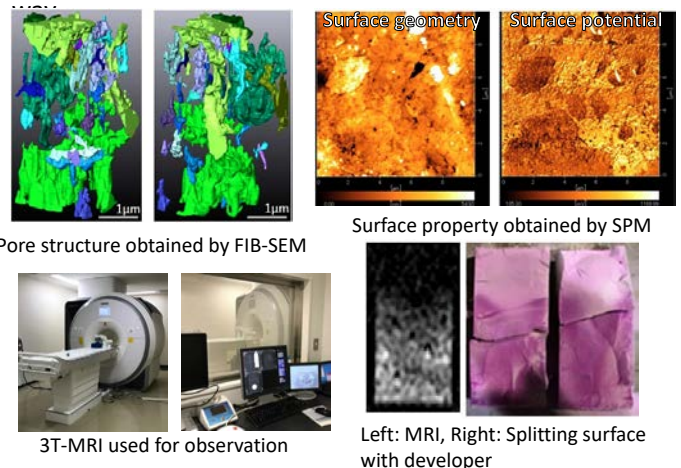 Surface geometry
Surface potential
1μm
1μm
Pore structure obtained by FIB-SEM
Surface property obtained by SPM
3T-MRI used for observation
Left: MRI, Right: Splitting surface
with developer